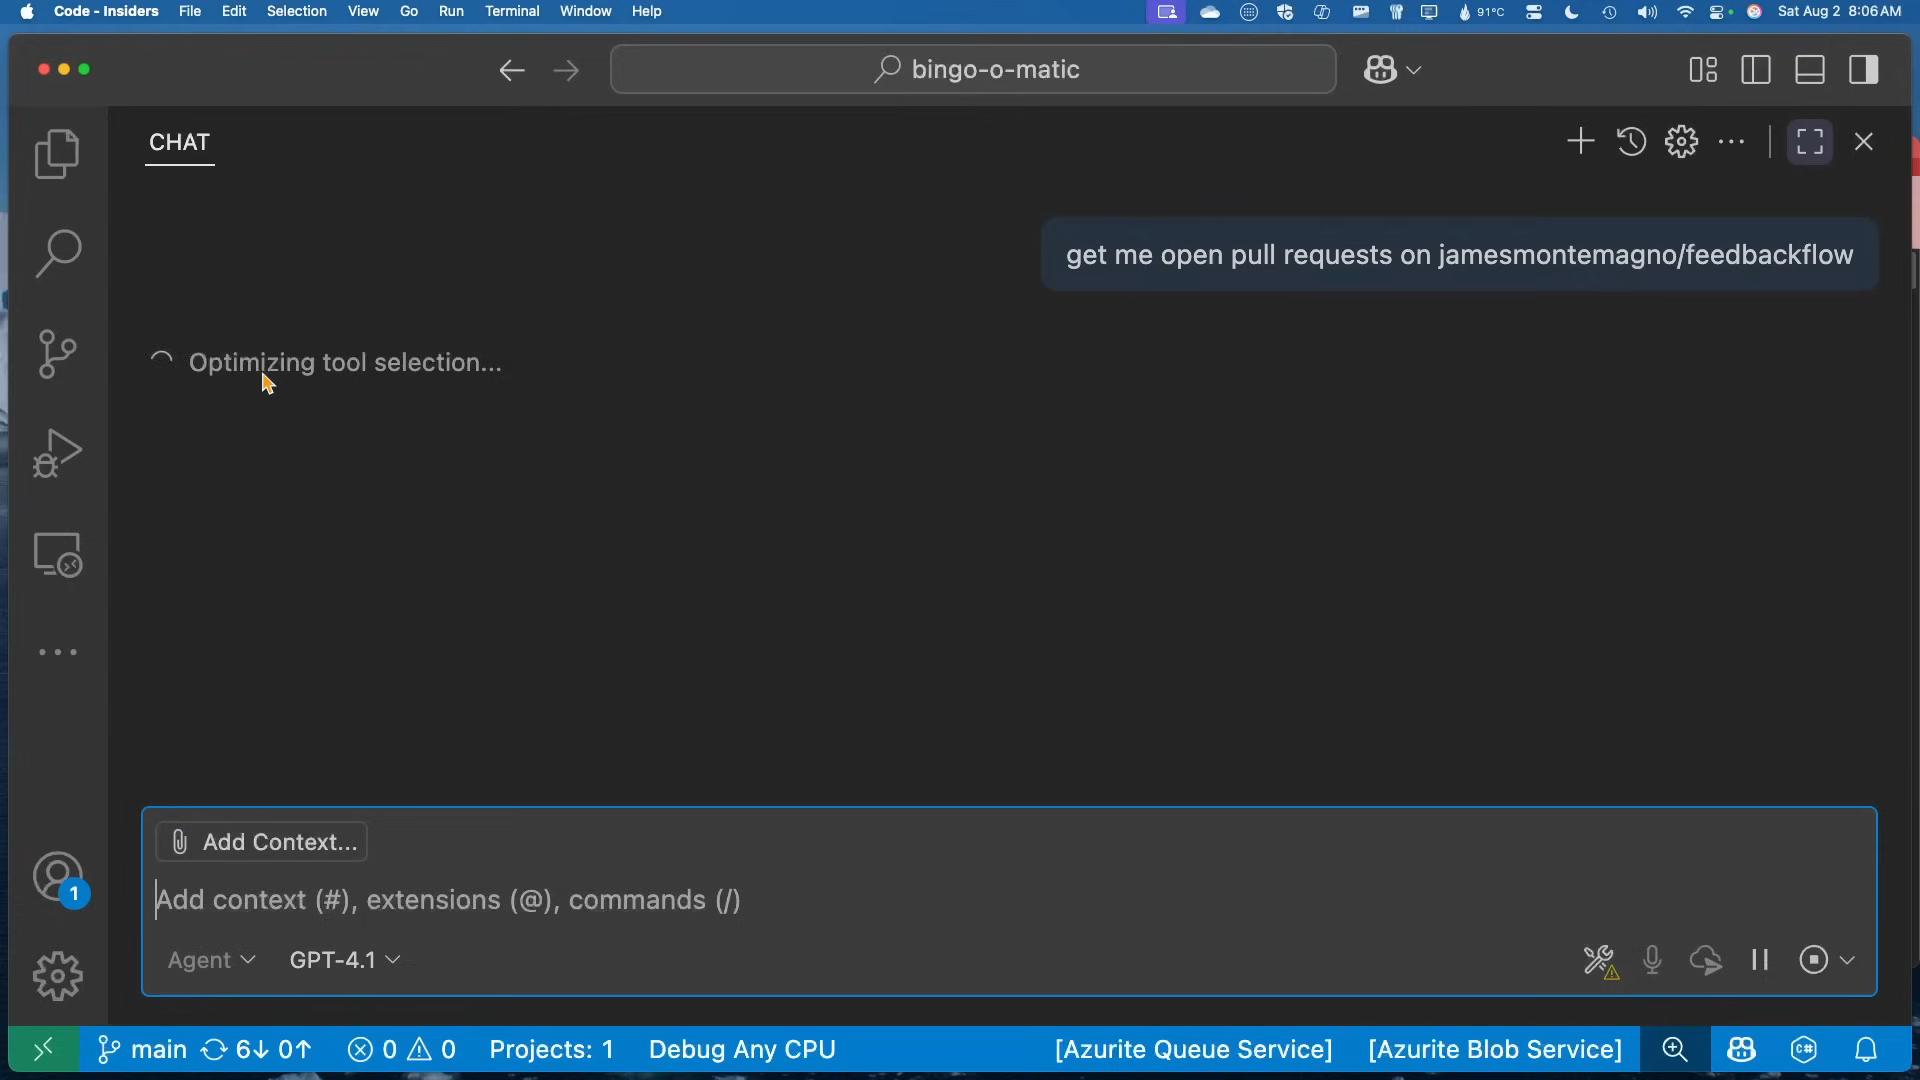 Code - Insiders File Edit Selection View Go Run Terminal Window Help 91°C Sat Aug 2 8:06 AM
bingo-o-matic
CHAT
get me open pull requests on jamesmontemagno/feedbackflow
Optimizing tool selection...
Add Context...
Add context (#), extensions (@), commands (/)
Agent GPT-4.1
1
main 6↓ 0↑ 0 0 Projects: 1 Debug Any CPU [Azurite Queue Service] [Azurite Blob Service] C#